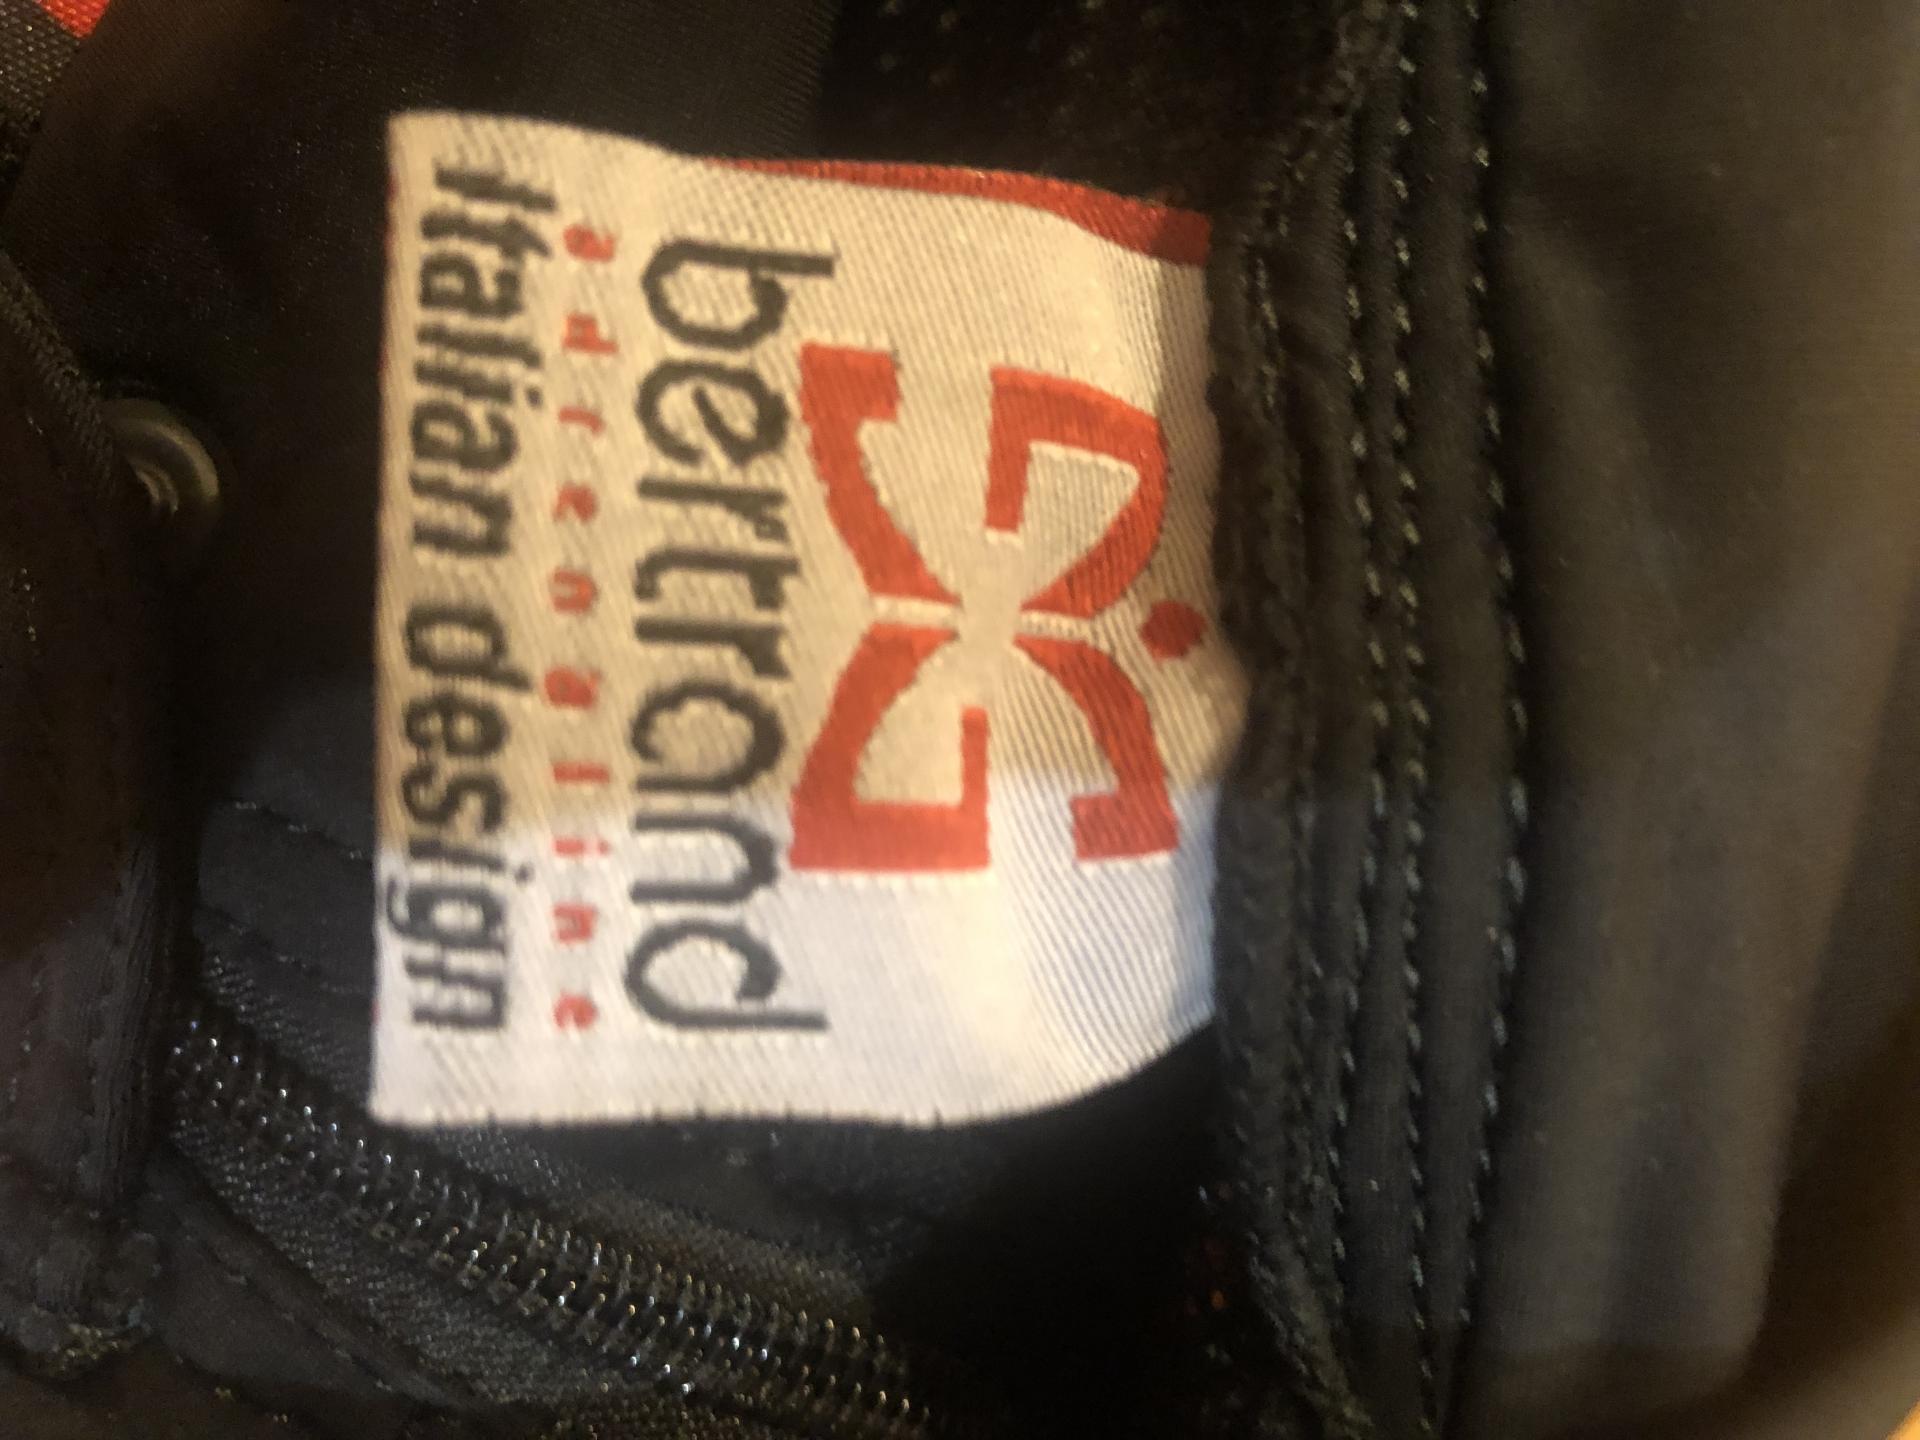 bertrand
adrenaline
italian design